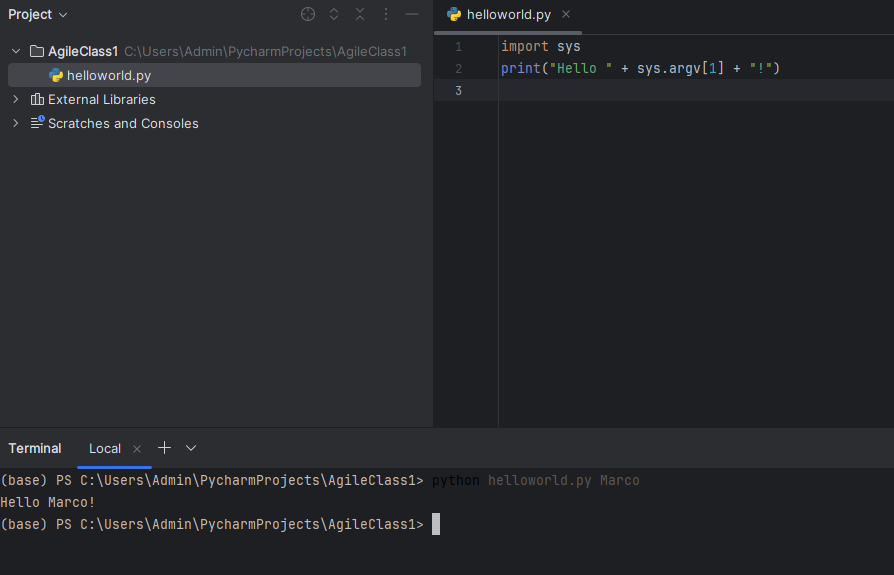 Project
AgileClass1 C:\Users\Admin\PycharmProjects\AgileClass1
helloworld.py
External Libraries
Scratches and Consoles
helloworld.py
1 import sys
2 print("Hello " + sys.argv[1] + "!")
3
Terminal Local
(base) PS C:\Users\Admin\PycharmProjects\AgileClass1> python helloworld.py Marco
Hello Marco!
(base) PS C:\Users\Admin\PycharmProjects\AgileClass1>